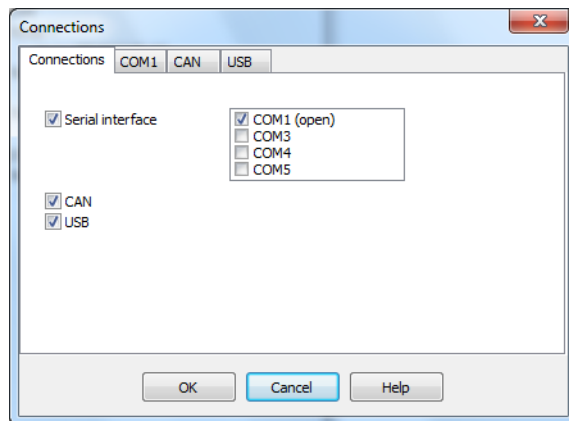 Connections
Connections COM1 CAN USB
Serial interface COM1 (open)
COM3
COM4
COM5
CAN
USB
OK Cancel Help